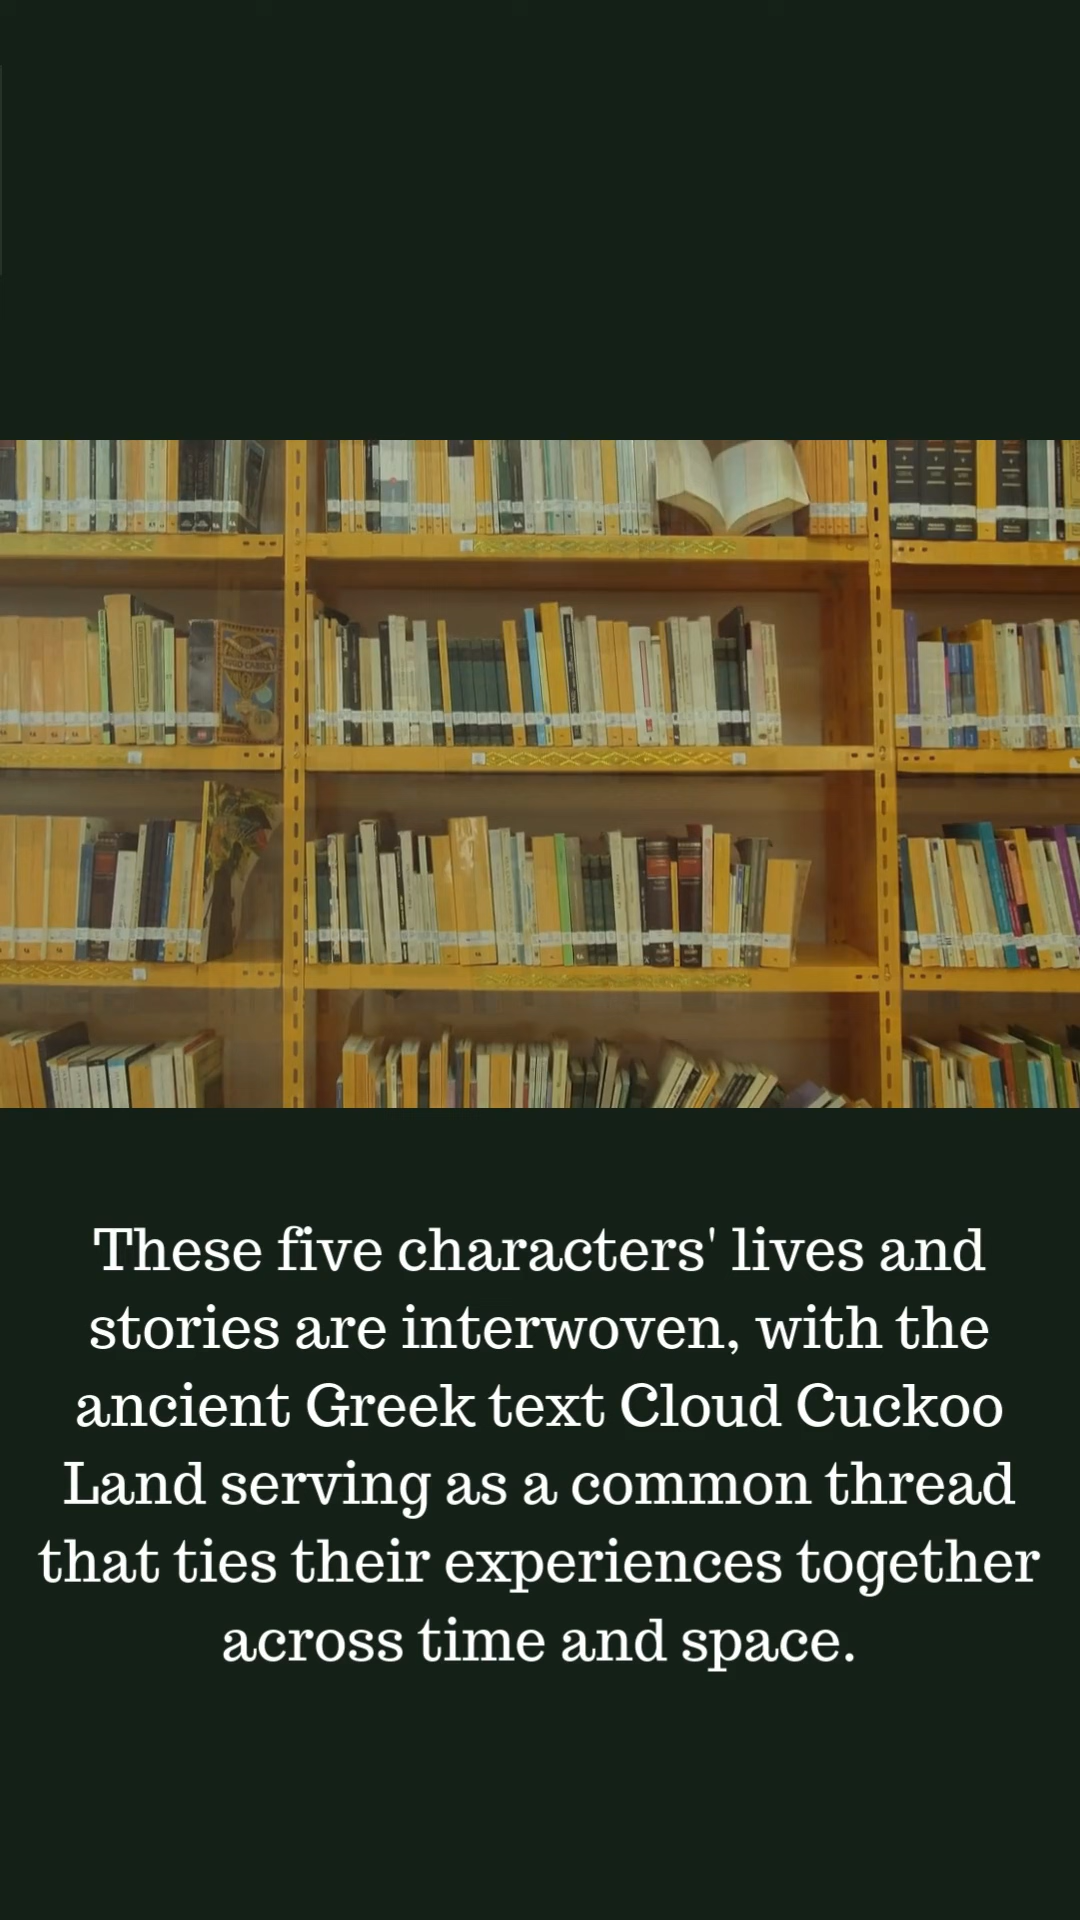 These five characters' lives and
stories are interwoven, with the
ancient Greek text Cloud Cuckoo
Land serving as a common thread
that ties their experiences together
across time and space.